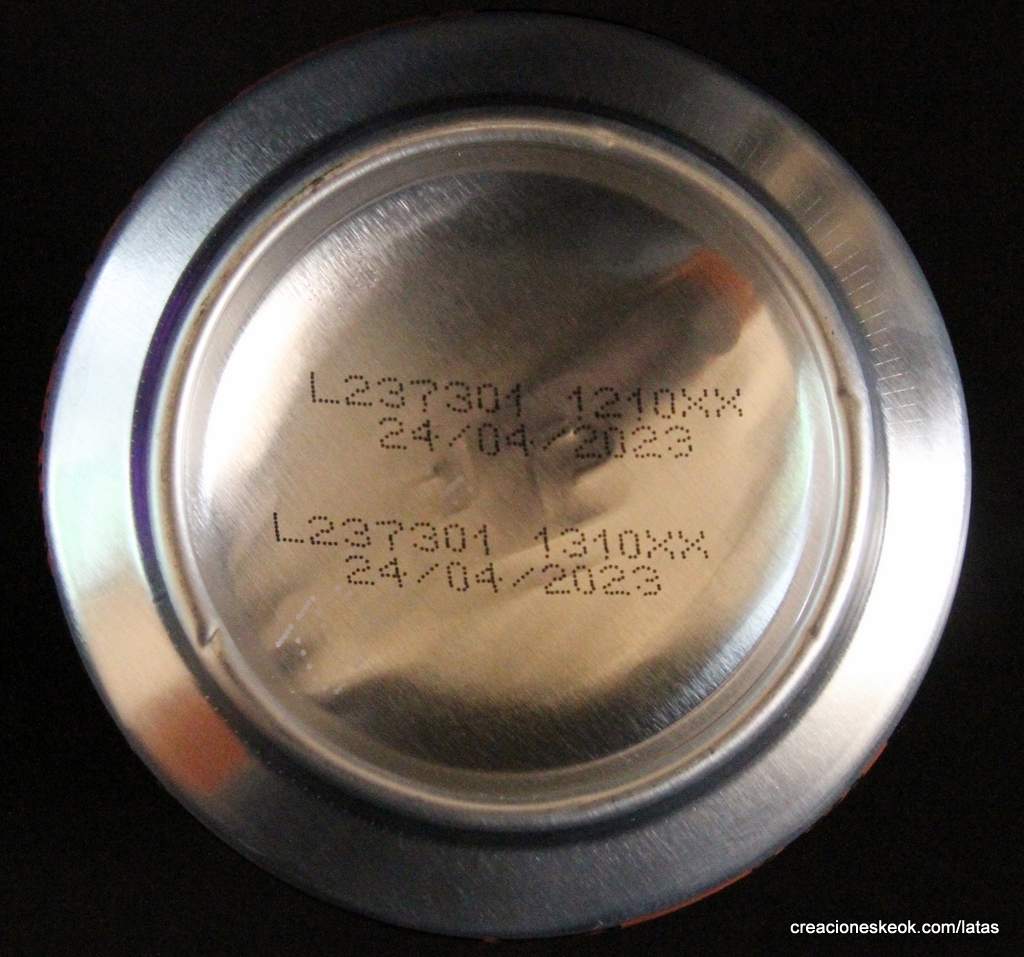 L237301 1210XX
24/04/2023
L237301 1310XX
24/04/2023
creacioneskeok.com/latas